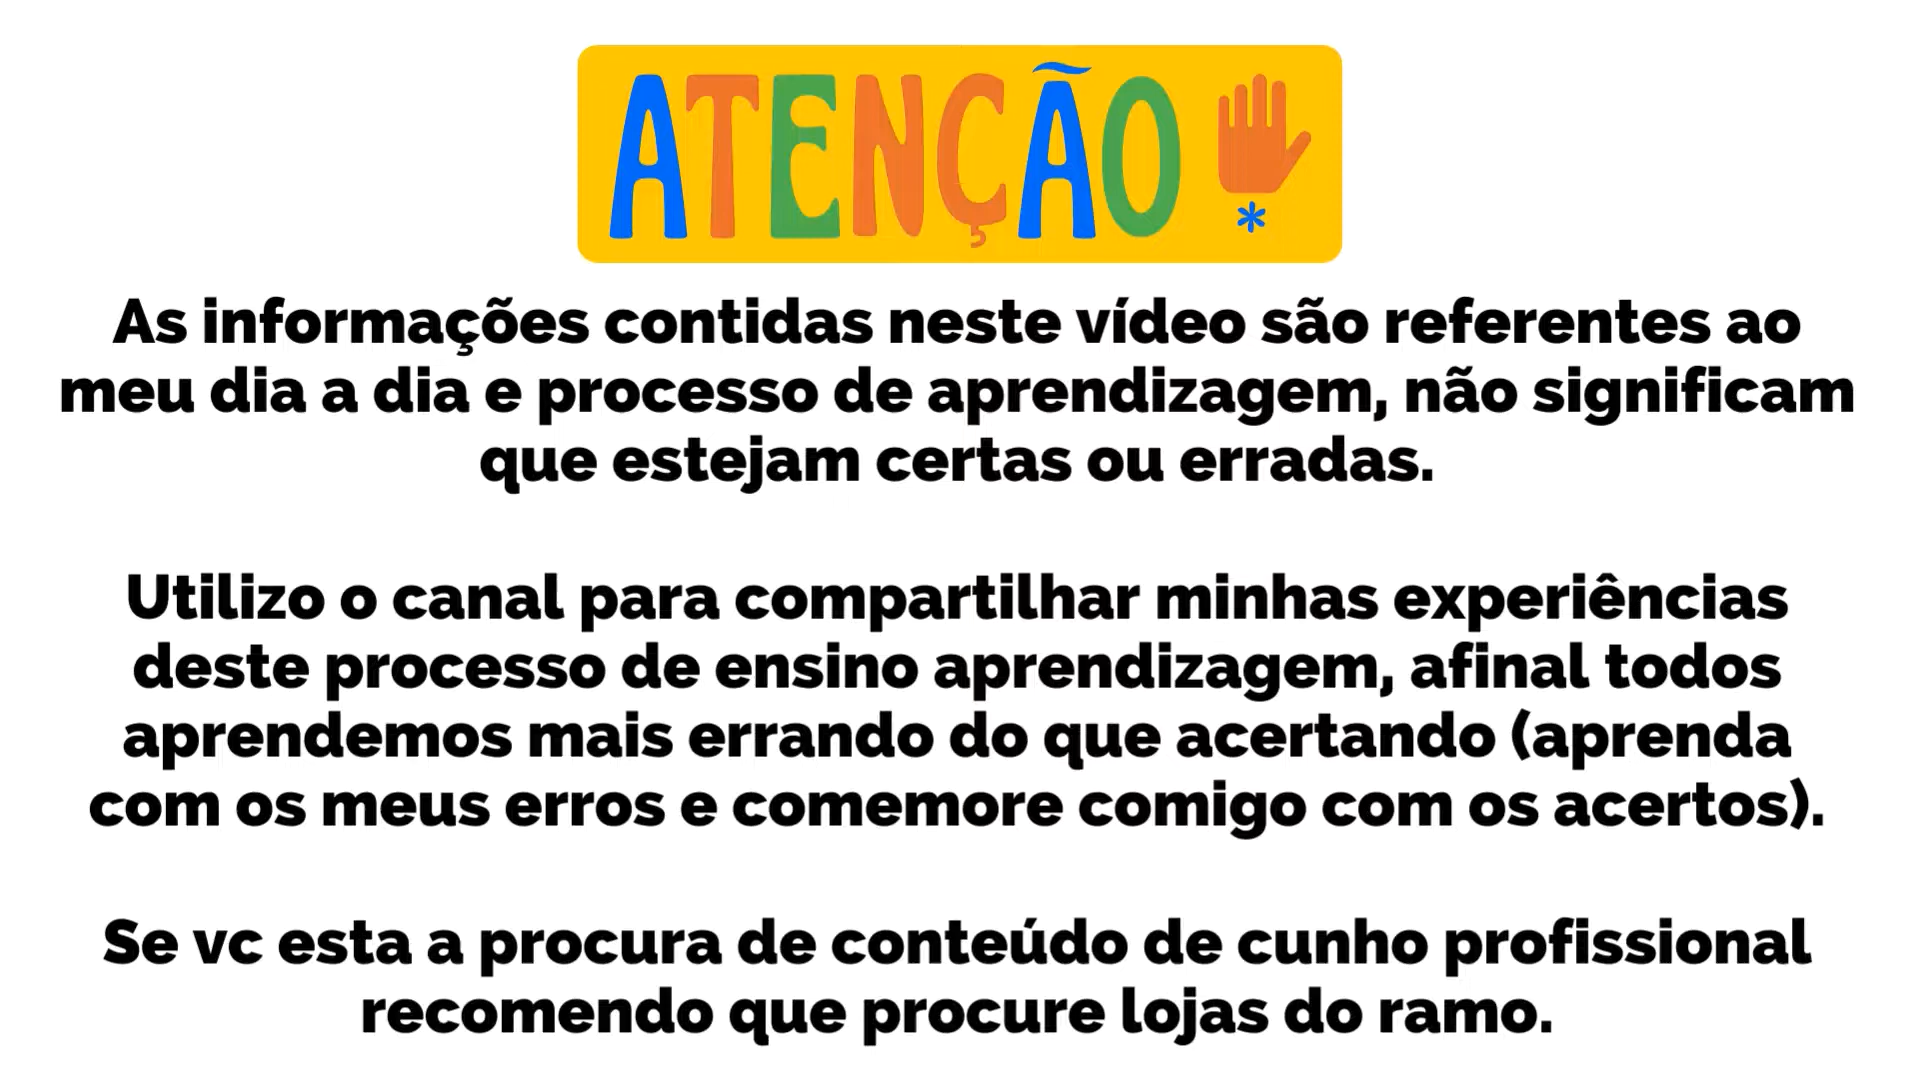 ATENÇÃO
As informações contidas neste vídeo são referentes ao
meu dia a dia e processo de aprendizagem, não significam
que estejam certas ou erradas.
Utilizo o canal para compartilhar minhas experiências
deste processo de ensino aprendizagem, afinal todos
aprendemos mais errando do que acertando (aprenda
com os meus erros e comemore comigo com os acertos).
Se vc esta a procura de conteúdo de cunho profissional
recomendo que procure lojas do ramo.